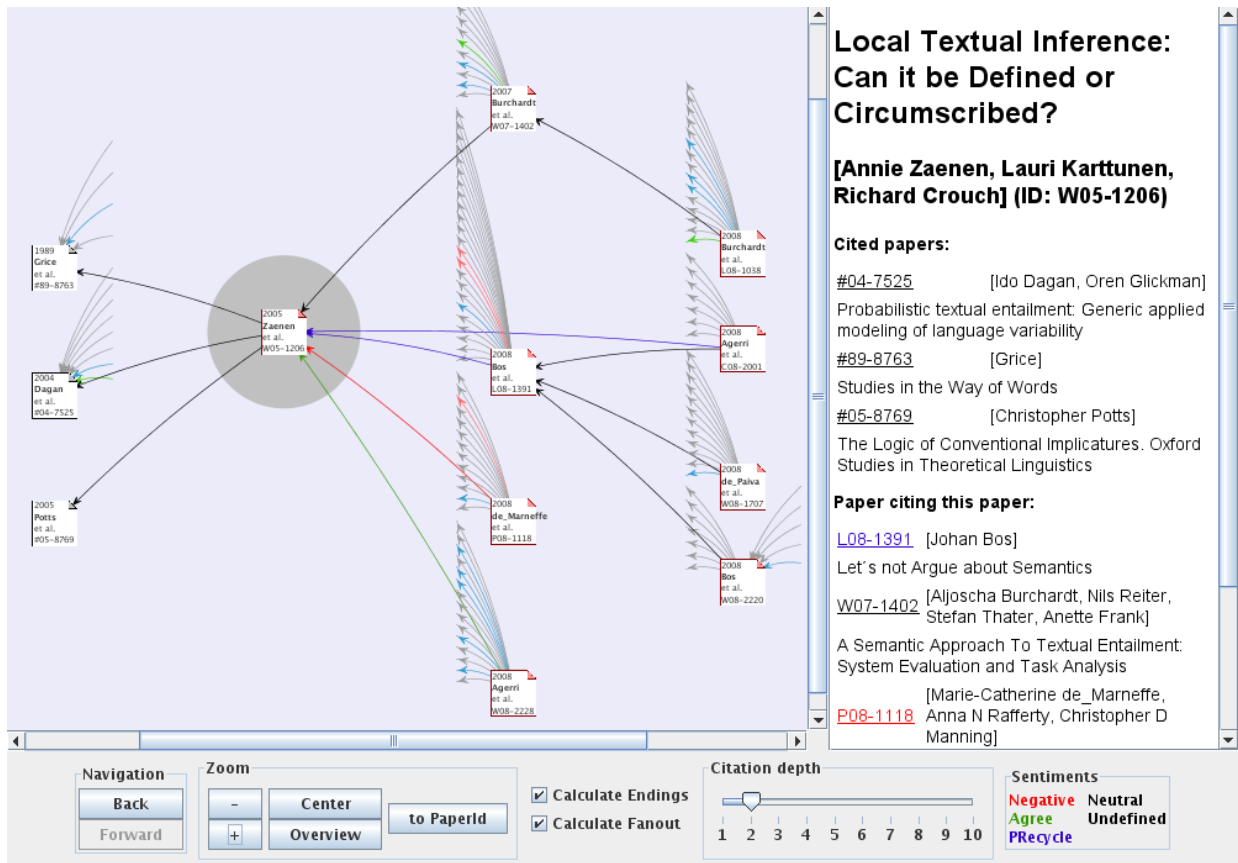 2007
Burchardt
et al.
W07-1402
1989
Grice
et al.
#89-8763
2008
Burchardt
et al.
L08-1038
2005
Zaenen
et al.
W05-1206
2008
Agerri
et al.
C08-2001
2008
Bos
et al.
L08-1391
2004
Dagan
et al.
#04-7525
2008
de_Paiva
et al.
W08-1707
2005
Potts
et al.
#05-8769
2008
de_Marneffe
et al.
P08-1118
2008
Bos
et al.
W08-2220
2008
Agerri
et al.
W08-2228
Local Textual Inference:
Can it be Defined or
Circumscribed?
[Annie Zaenen, Lauri Karttunen,
Richard Crouch] (ID: W05-1206)
Cited papers:
#04-7525 [Ido Dagan, Oren Glickman]
Probabilistic textual entailment: Generic applied
modeling of language variability
#89-8763 [Grice]
Studies in the Way of Words
#05-8769 [Christopher Potts]
The Logic of Conventional Implicatures. Oxford
Studies in Theoretical Linguistics
Paper citing this paper:
L08-1391 [Johan Bos]
Let´s not Argue about Semantics
W07-1402 [Aljoscha Burchardt, Nils Reiter,
Stefan Thater, Anette Frank]
A Semantic Approach To Textual Entailment:
System Evaluation and Task Analysis
P08-1118 [Marie-Catherine de_Marneffe,
Anna N Rafferty, Christopher D
Manning]
Navigation
Back
Forward
Zoom
- Center
+ Overview
to PaperId
Calculate Endings
Calculate Fanout
Citation depth
1 2 3 4 5 6 7 8 9 10
Sentiments
Negative Neutral
Agree Undefined
PRecycle